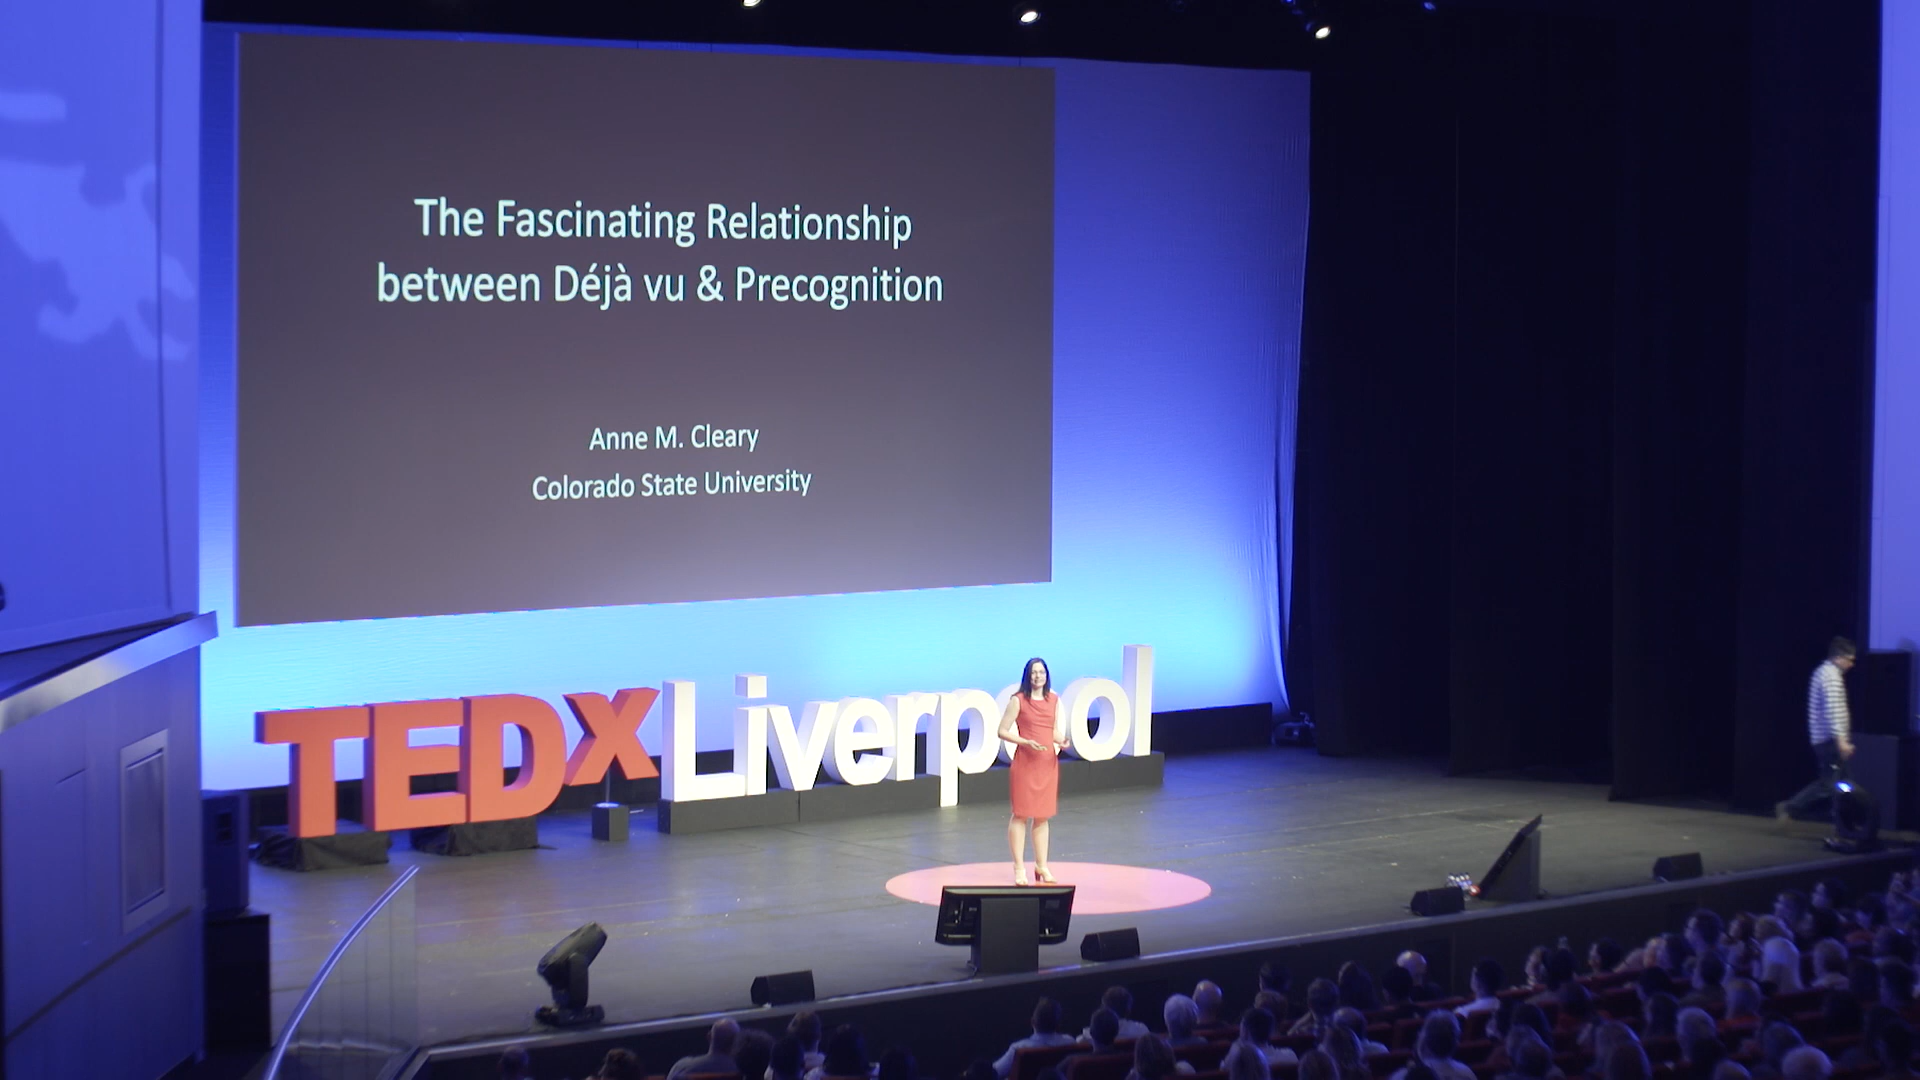 The Fascinating Relationship
between Déjà vu & Precognition
Anne M. Cleary
Colorado State University
TEDxLiverpool